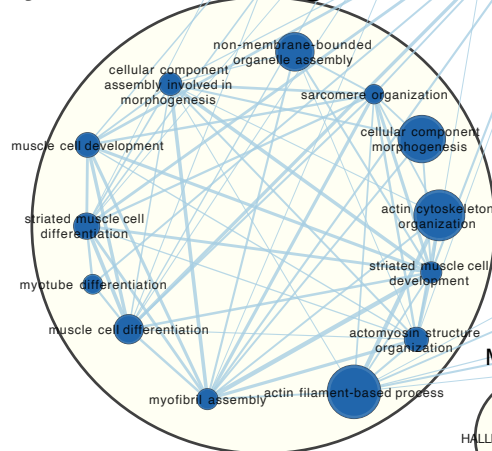 non-membrane-bounded
organelle assembly
cellular component
assembly involved in
morphogenesis
sarcomere organization
cellular component
morphogenesis
muscle cell development
actin cytoskeleton
organization
striated muscle cell
differentiation
striated muscle cell
development
myotube differentiation
muscle cell differentiation
actomyosin structure
organization
myofibril assembly
actin filament-based process
M
HALL